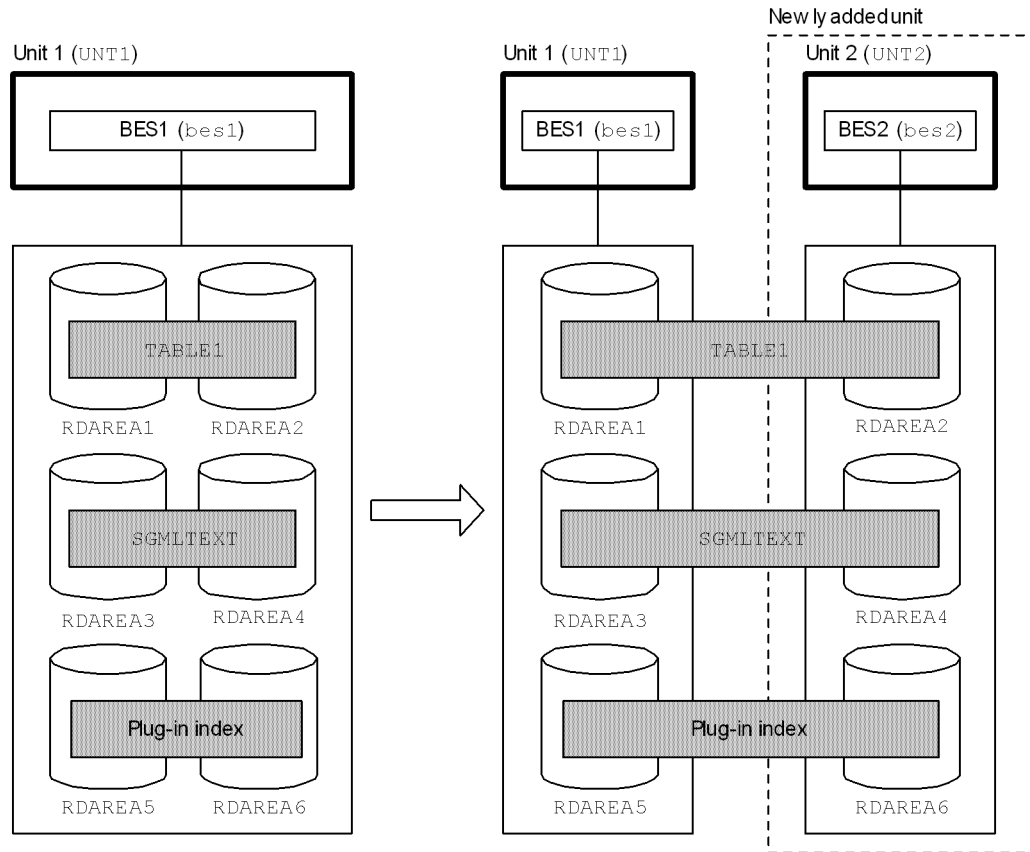 Newly added unit
Unit 1 (UNT1)
BES1 (bes1)
TABLE1
RDAREA1
RDAREA2
SGMLTEXT
RDAREA3
RDAREA4
Plug-in index
RDAREA5
RDAREA6
Unit 1 (UNT1)
Unit 2 (UNT2)
BES1 (bes1)
BES2 (bes2)
TABLE1
RDAREA1
RDAREA2
SGMLTEXT
RDAREA3
RDAREA4
Plug-in index
RDAREA5
RDAREA6